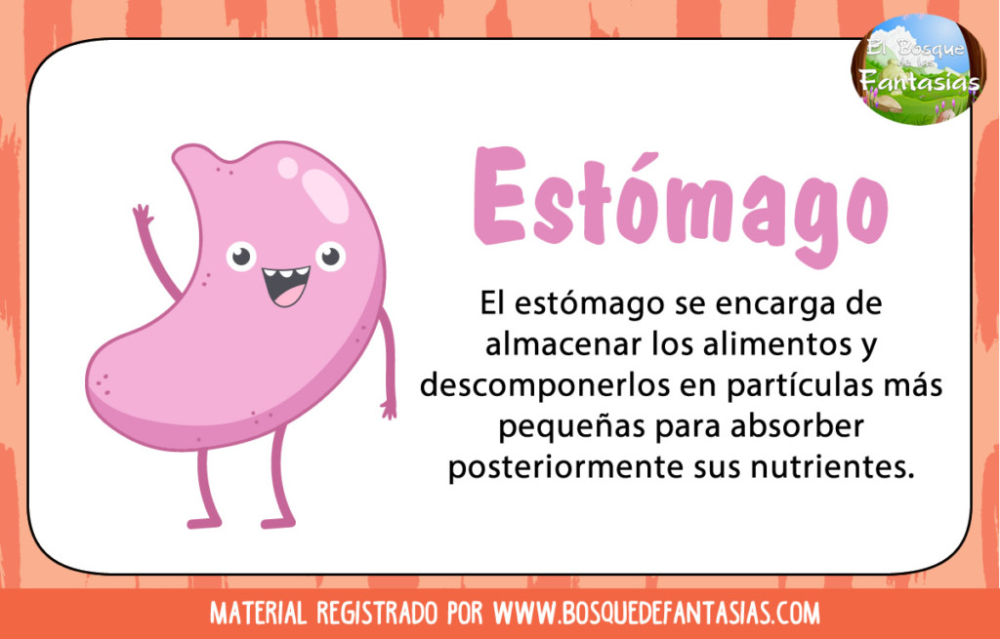 El Bosque
de las
Fantasías
Estómago
El estómago se encarga de
almacenar los alimentos y
descomponerlos en partículas más
pequeñas para absorber
posteriormente sus nutrientes.
MATERIAL REGISTRADO POR WWW.BOSQUEDEFANTASIAS.COM